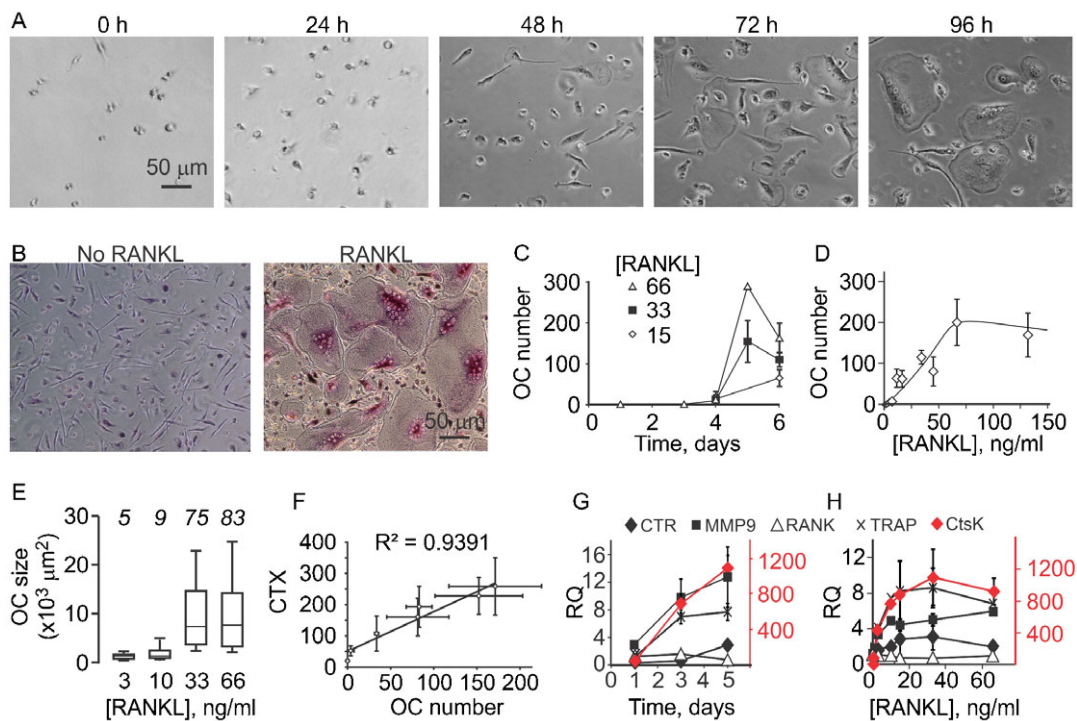 A
0 h 24 h 48 h 72 h 96 h
50 μm
B
No RANKL RANKL
50 μm
C
[RANKL]
66
33
15
OC number
300
200
100
0
0 2 4 6
Time, days
D
OC number
300
200
100
0
0 50 100 150
[RANKL], ng/ml
E
5 9 75 83
OC size
(x10³ μm²)
30
20
10
0
3 10 33 66
[RANKL], ng/ml
F
R² = 0.9391
CTX
400
300
200
100
0
0 50 100 150 200
OC number
G
CTR MMP9 RANK TRAP CtsK
RQ
16
12
8
4
0
1200
800
400
0 1 2 3 4 5
Time, days
H
RQ
12
8
4
0
1200
800
400
0 20 40 60
[RANKL], ng/ml